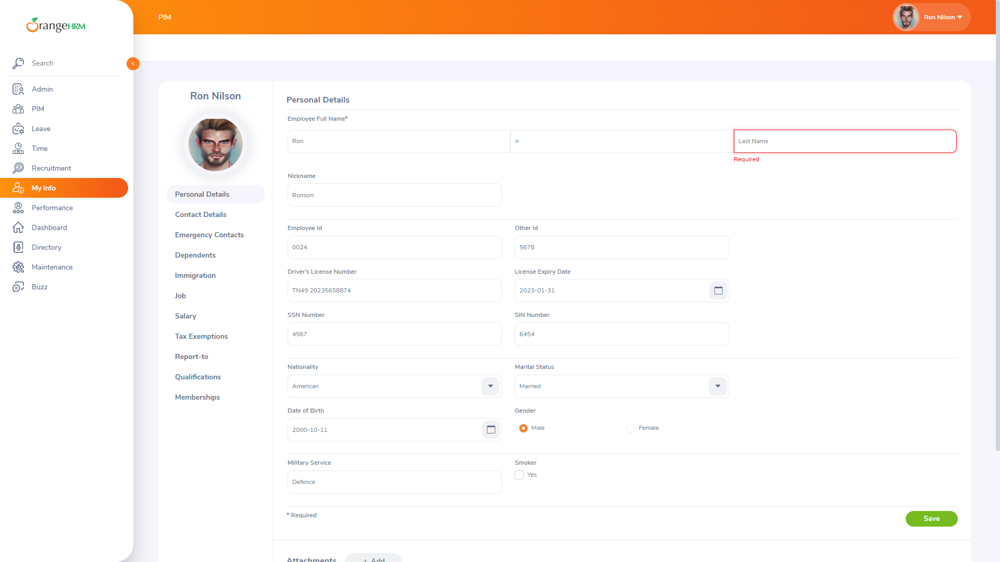 OrangeHRM
PIM
Ron Nilson
Search
Admin
PIM
Leave
Time
Recruitment
My Info
Performance
Dashboard
Directory
Maintenance
Buzz
Ron Nilson
Personal Details
Contact Details
Emergency Contacts
Dependents
Immigration
Job
Salary
Tax Exemptions
Report-to
Qualifications
Memberships
Personal Details
Employee Full Name*
Ron n Last Name
Required
Nickname
Ronson
Employee Id Other Id
0024 5678
Driver's License Number License Expiry Date
TN49 20235658874 2023-01-31
SSN Number SIN Number
4567 6454
Nationality Marital Status
American Married
Date of Birth Gender
2000-10-11 Male Female
Military Service Smoker
Defence Yes
* Required Save
Attachments + Add